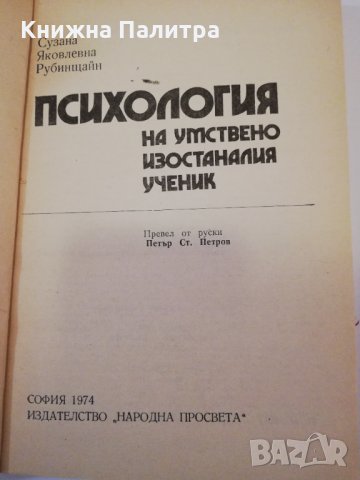 Книжна Палитра
Сузана
Яковлевна
Рубинщайн
ПСИХОЛОГИЯ
НА УМСТВЕНО
ИЗОСТАНАЛИЯ
УЧЕНИК
Превел от руски
Петър Ст. Петров
СОФИЯ 1974
ИЗДАТЕЛСТВО „НАРОДНА ПРОСВЕТА“
BAZAR